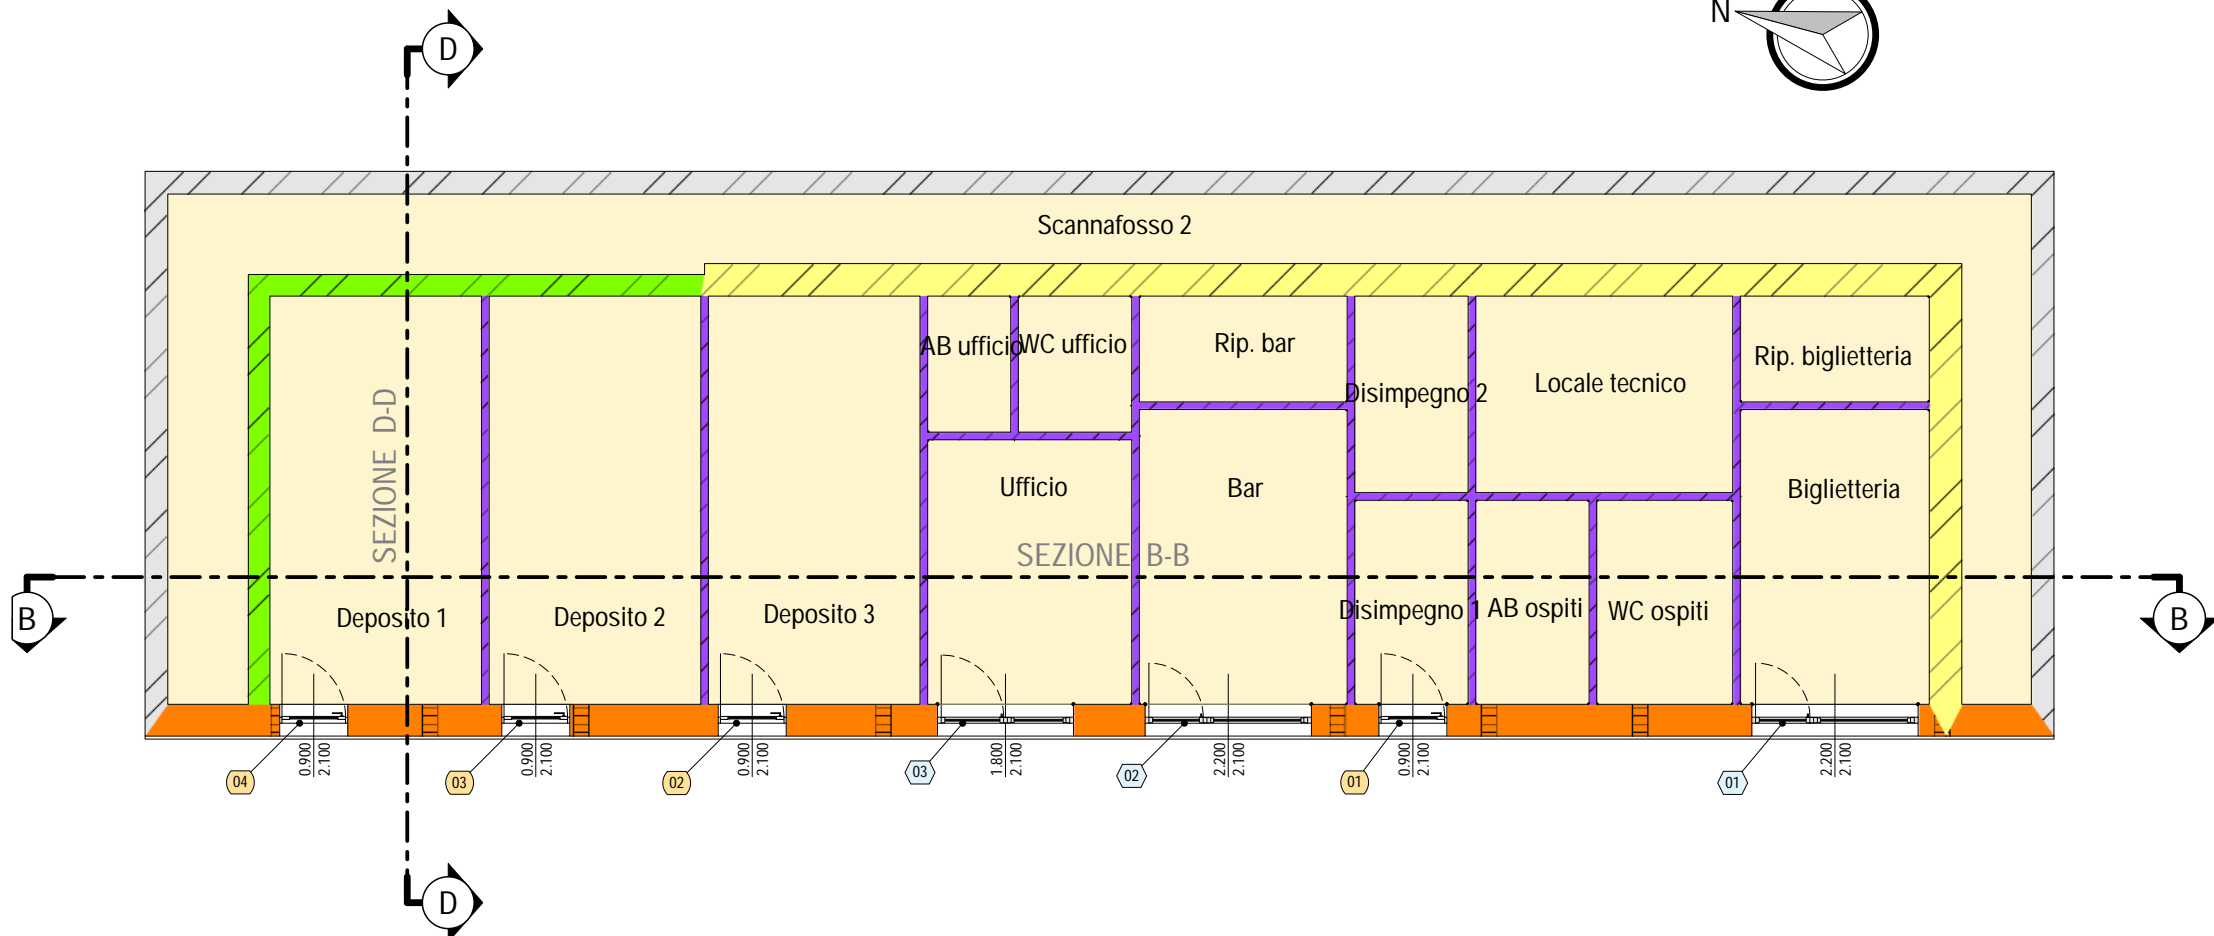 N
D
Scannafosso 2
AB ufficio
WC ufficio
Rip. bar
Disimpegno 2
Locale tecnico
Rip. biglietteria
SEZIONE D-D
Ufficio
Bar
Biglietteria
SEZIONE B-B
B
B
Deposito 1
Deposito 2
Deposito 3
Disimpegno 1
AB ospiti
WC ospiti
04
0.900
2.100
03
0.900
2.100
02
0.900
2.100
03
1.800
2.100
02
2.200
2.100
01
0.900
2.100
01
2.200
2.100
D